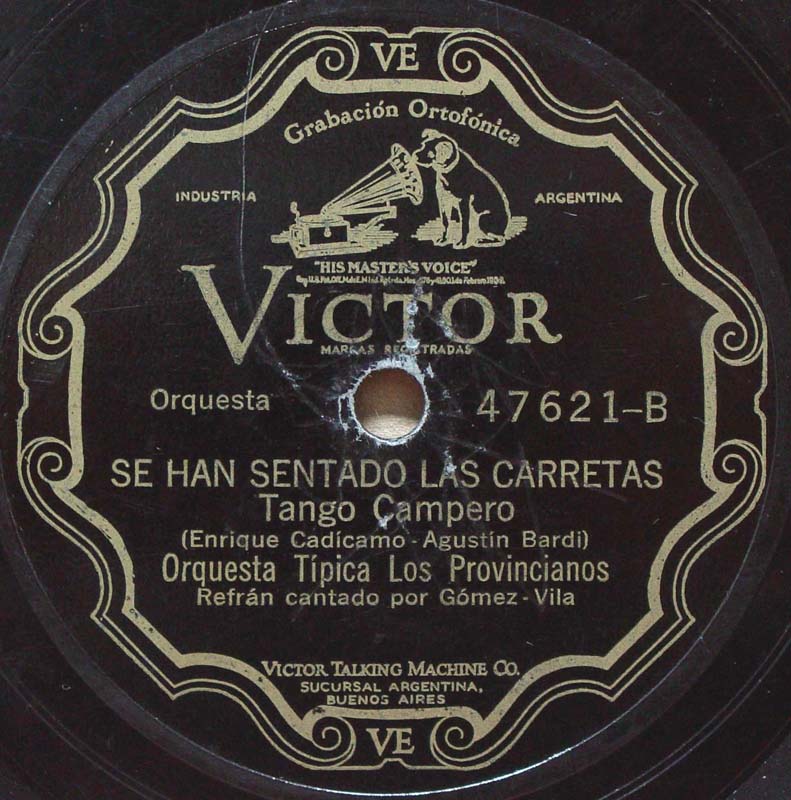 VE
Grabación Ortofónica
INDUSTRIA
ARGENTINA
"HIS MASTER'S VOICE"
VICTOR
MARCAS REGISTRADAS
Orquesta
47621-B
SE HAN SENTADO LAS CARRETAS
Tango Campero
(Enrique Cadícamo - Agustín Bardi)
Orquesta Típica Los Provincianos
Refrán cantado por Gómez - Vila
VICTOR TALKING MACHINE CO.
SUCURSAL ARGENTINA,
BUENOS AIRES
VE